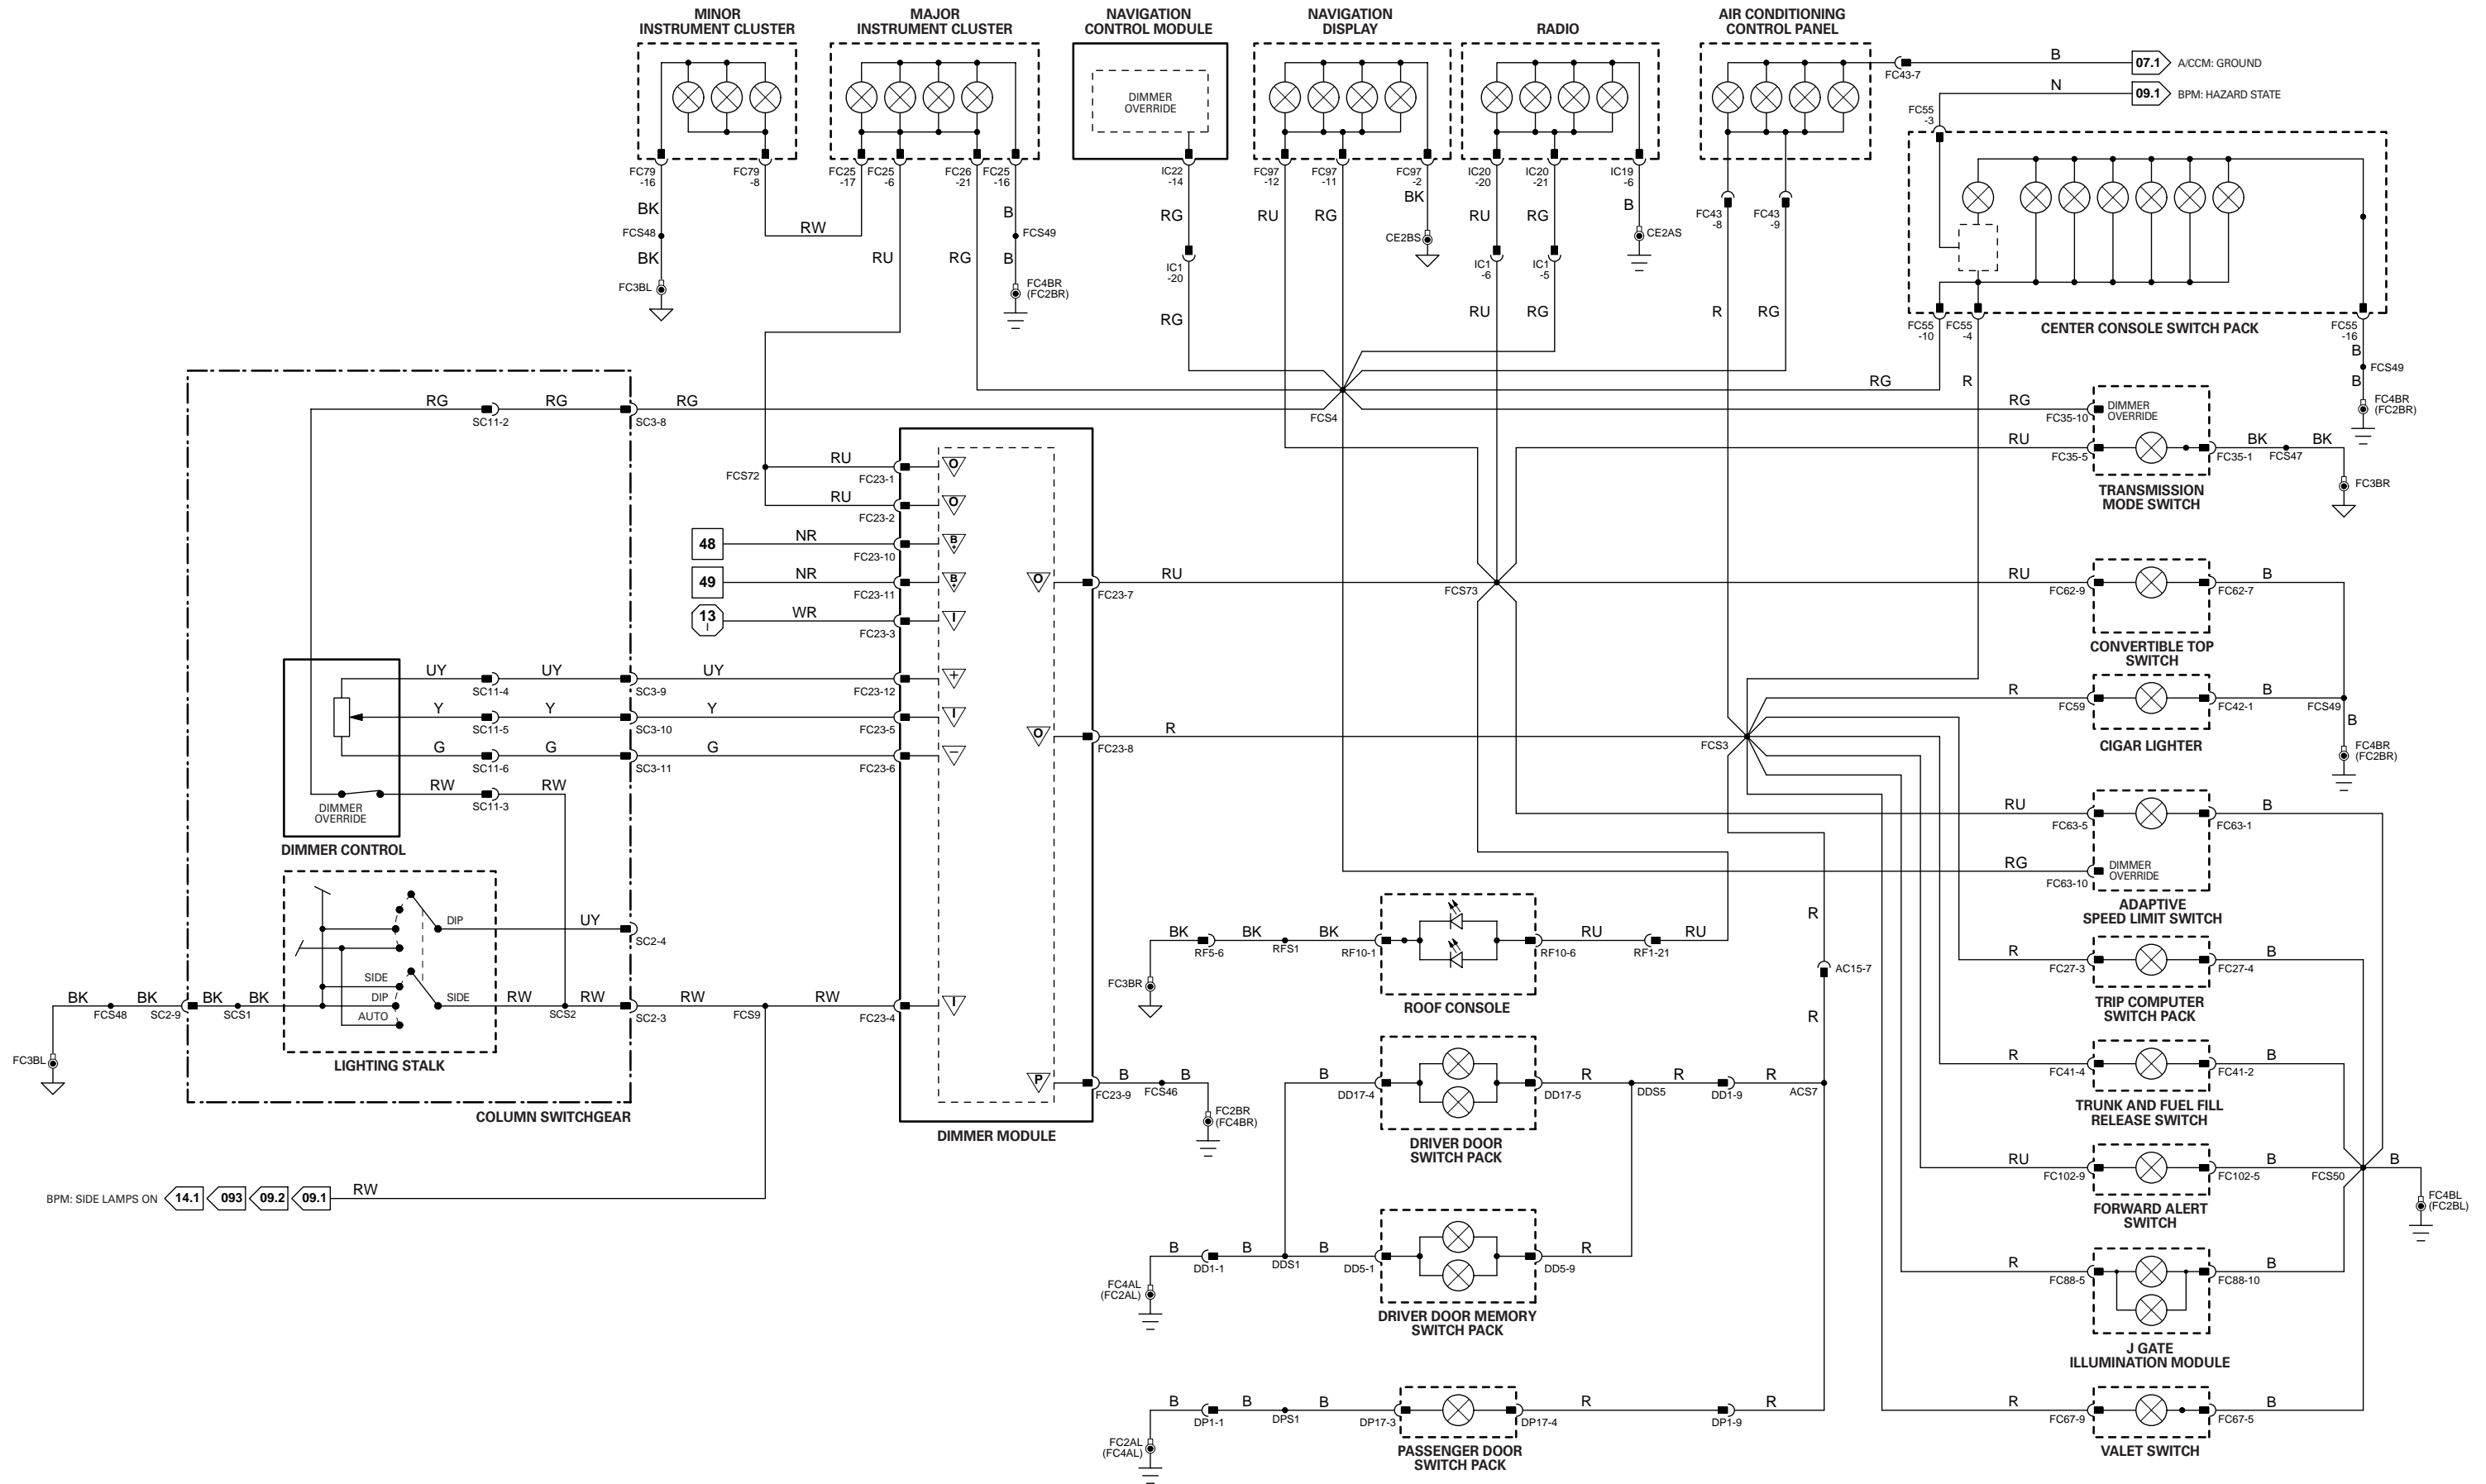 MINOR
INSTRUMENT CLUSTER
MAJOR
INSTRUMENT CLUSTER
NAVIGATION
CONTROL MODULE
NAVIGATION
DISPLAY
RADIO
AIR CONDITIONING
CONTROL PANEL
DIMMER
OVERRIDE
FC43-7
B
07.1
A/CCM: GROUND
N
09.1
BPM: HAZARD STATE
FC55
-3
FC79
-16
FC79
-8
FC25
-17
FC25
-6
FC26
-21
FC25
-16
IC22
-14
FC97
-12
FC97
-11
FC97
-2
IC20
-20
IC20
-21
IC19
-6
BK
FCS48
BK
FC3BL
RW
RU
RG
B
FCS49
B
FC4BR
(FC2BR)
RG
IC1
-20
RG
RU
RG
BK
CE2BS
RU
RG
B
CE2AS
IC1
-6
IC1
-5
RU
RG
FC43
-8
FC43
-9
R
RG
CENTER CONSOLE SWITCH PACK
FC55
-10
FC55
-4
FC55
-16
B
FCS49
B
FC4BR
(FC2BR)
RG
R
RG
SC11-2
RG
SC3-8
RG
FCS4
RG
FC35-10
DIMMER
OVERRIDE
RU
FC35-5
FC35-1
BK
FCS47
BK
FC3BR
TRANSMISSION
MODE SWITCH
FCS72
RU
FC23-1
O
RU
FC23-2
O
48
NR
FC23-10
B
+
49
NR
FC23-11
B
+
13
I
WR
FC23-3
I
O
FC23-7
RU
FCS73
RU
FC62-9
FC62-7
B
CONVERTIBLE TOP
SWITCH
UY
SC11-4
UY
SC3-9
UY
FC23-12
+
Y
SC11-5
Y
SC3-10
Y
FC23-5
I
G
SC11-6
G
SC3-11
G
FC23-6
−
RW
SC11-3
RW
DIMMER
OVERRIDE
DIMMER CONTROL
O
FC23-8
R
FCS3
R
FC59
FC42-1
B
FCS49
B
FC4BR
(FC2BR)
CIGAR LIGHTER
RU
FC63-5
FC63-1
B
RG
FC63-10
DIMMER
OVERRIDE
ADAPTIVE
SPEED LIMIT SWITCH
DIP
UY
SC2-4
SIDE
DIP
AUTO
SIDE
RW
SCS2
RW
SC2-3
RW
FCS9
RW
FC23-4
I
BK
FCS48
BK
SC2-9
BK
SCS1
BK
FC3BL
LIGHTING STALK
COLUMN SWITCHGEAR
P
FC23-9
B
FCS46
B
FC2BR
(FC4BR)
DIMMER MODULE
BPM: SIDE LAMPS ON
14.1
093
09.2
09.1
RW
BK
RF5-6
BK
RFS1
BK
RF10-1
RF10-6
RU
RF1-21
RU
FC3BR
ROOF CONSOLE
R
AC15-7
R
B
DD17-4
DD17-5
R
DDS5
R
DD1-9
R
ACS7
DRIVER DOOR
SWITCH PACK
B
DD1-1
B
DDS1
B
DD5-1
DD5-9
R
FC4AL
(FC2AL)
DRIVER DOOR MEMORY
SWITCH PACK
B
DP1-1
B
DPS1
B
DP17-3
DP17-4
R
DP1-9
R
FC2AL
(FC4AL)
PASSENGER DOOR
SWITCH PACK
R
FC27-3
FC27-4
B
TRIP COMPUTER
SWITCH PACK
R
FC41-4
FC41-2
B
TRUNK AND FUEL FILL
RELEASE SWITCH
RU
FC102-9
FC102-5
B
FCS50
B
FC4BL
(FC2BL)
FORWARD ALERT
SWITCH
R
FC88-5
FC88-10
B
J GATE
ILLUMINATION MODULE
R
FC67-9
FC67-5
B
VALET SWITCH